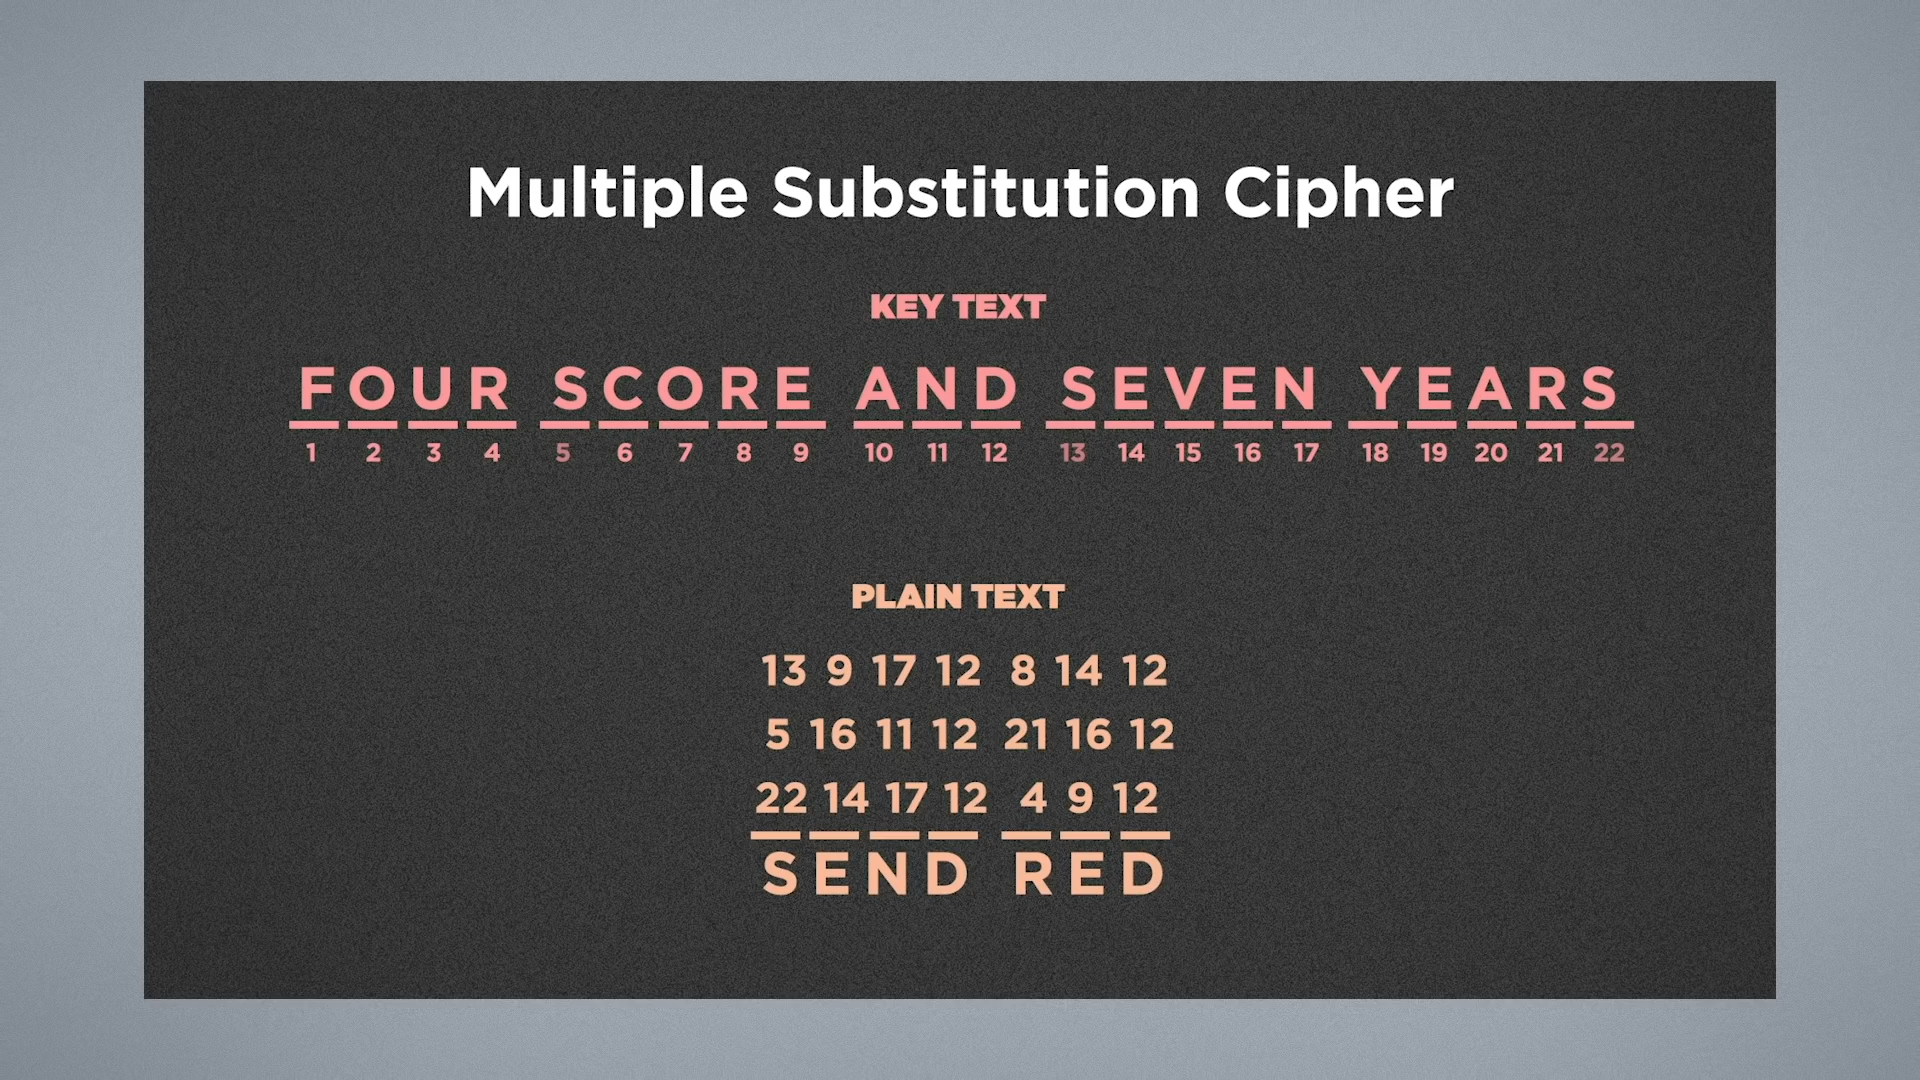 Multiple Substitution Cipher
KEY TEXT
FOUR SCORE AND SEVEN YEARS
1 2 3 4 5 6 7 8 9 10 11 12 13 14 15 16 17 18 19 20 21 22
PLAIN TEXT
13 9 17 12 8 14 12
5 16 11 12 21 16 12
22 14 17 12 4 9 12
SEND RED